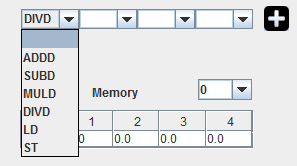 DIVD
ADDD
SUBD
MULD
DIVD
LD
ST
Memory 0
1 2 3 4
0.0 0.0 0.0 0.0